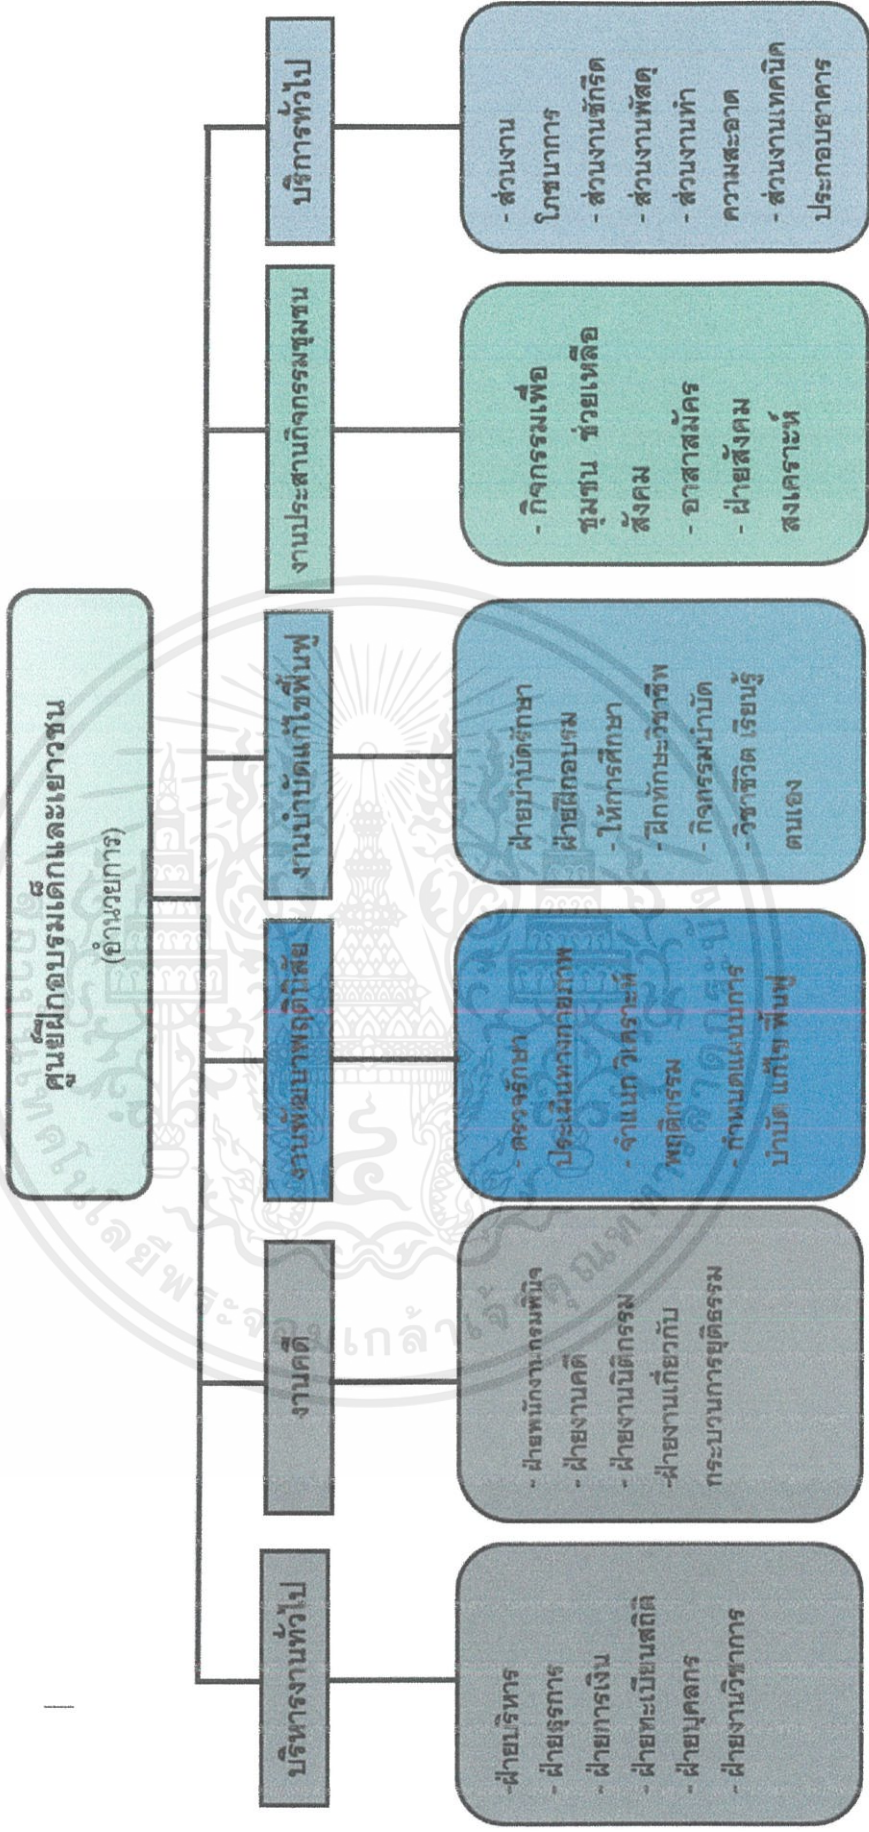 ศูนย์ฝึกอบรมเด็กและเยาวชน
(อำนวยการ)
บริหารงานทั่วไป
-ฝ่ายบริหาร
- ฝ่ายธุรการ
- ฝ่ายการเงิน
- ฝ่ายทะเบียนสถิติ
- ฝ่ายบุคลกร
- ฝ่ายงานวิชาการ
งานคดี
- ฝ่ายพนักงานกรมพินิจ
- ฝ่ายงานคดี
- ฝ่ายงานนิติกรรม
-ฝ่ายงานเกี่ยวกับ
กระบวนการยุติธรรม
งานพัฒนาพฤตินิสัย
- ตรวจรักษา
ประเมินทางกายภาพ
- จำแนก วิเคราะห์
พฤติกรรม
- กำหนดแผนการ
บำบัด แก้ไข ฟื้นฟู
งานบำบัดแก้ไขฟื้นฟู
ฝ่ายบำบัดรักษา
ฝ่ายฝึกอบรม
- ให้การศึกษา
- ฝึกทักษะวิชาชีพ
- กิจกรรมบำบัด
-วิชาชีวิต เรียนรู้
ตนเอง
งานประสานกิจกรรมชุมชน
- กิจกรรมเพื่อ
ชุมชน ช่วยเหลือ
สังคม
- อาสาสมัคร
- ฝ่ายสังคม
สงเคราะห์
บริการทั่วไป
- ส่วนงาน
โภชนาการ
- ส่วนงานซักรีด
- ส่วนงานพัสดุ
- ส่วนงานทำ
ความสะอาด
- ส่วนงานเทคนิค
ประกอบอาคาร